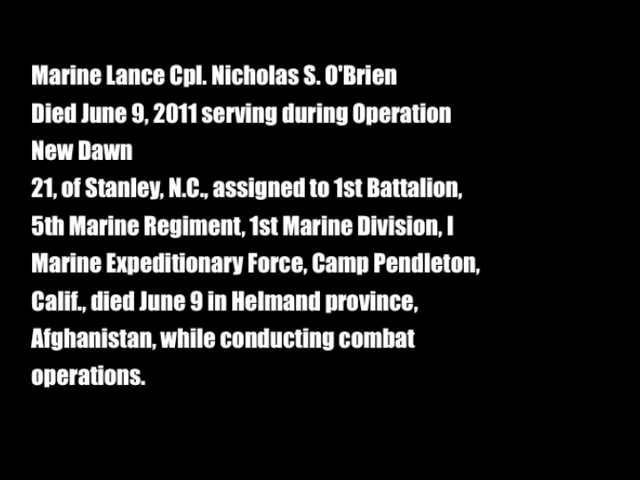 Marine Lance Cpl. Nicholas S. O'Brien
Died June 9, 2011 serving during Operation
New Dawn
21, of Stanley, N.C., assigned to 1st Battalion,
5th Marine Regiment, 1st Marine Division, I
Marine Expeditionary Force, Camp Pendleton,
Calif., died June 9 in Helmand province,
Afghanistan, while conducting combat
operations.